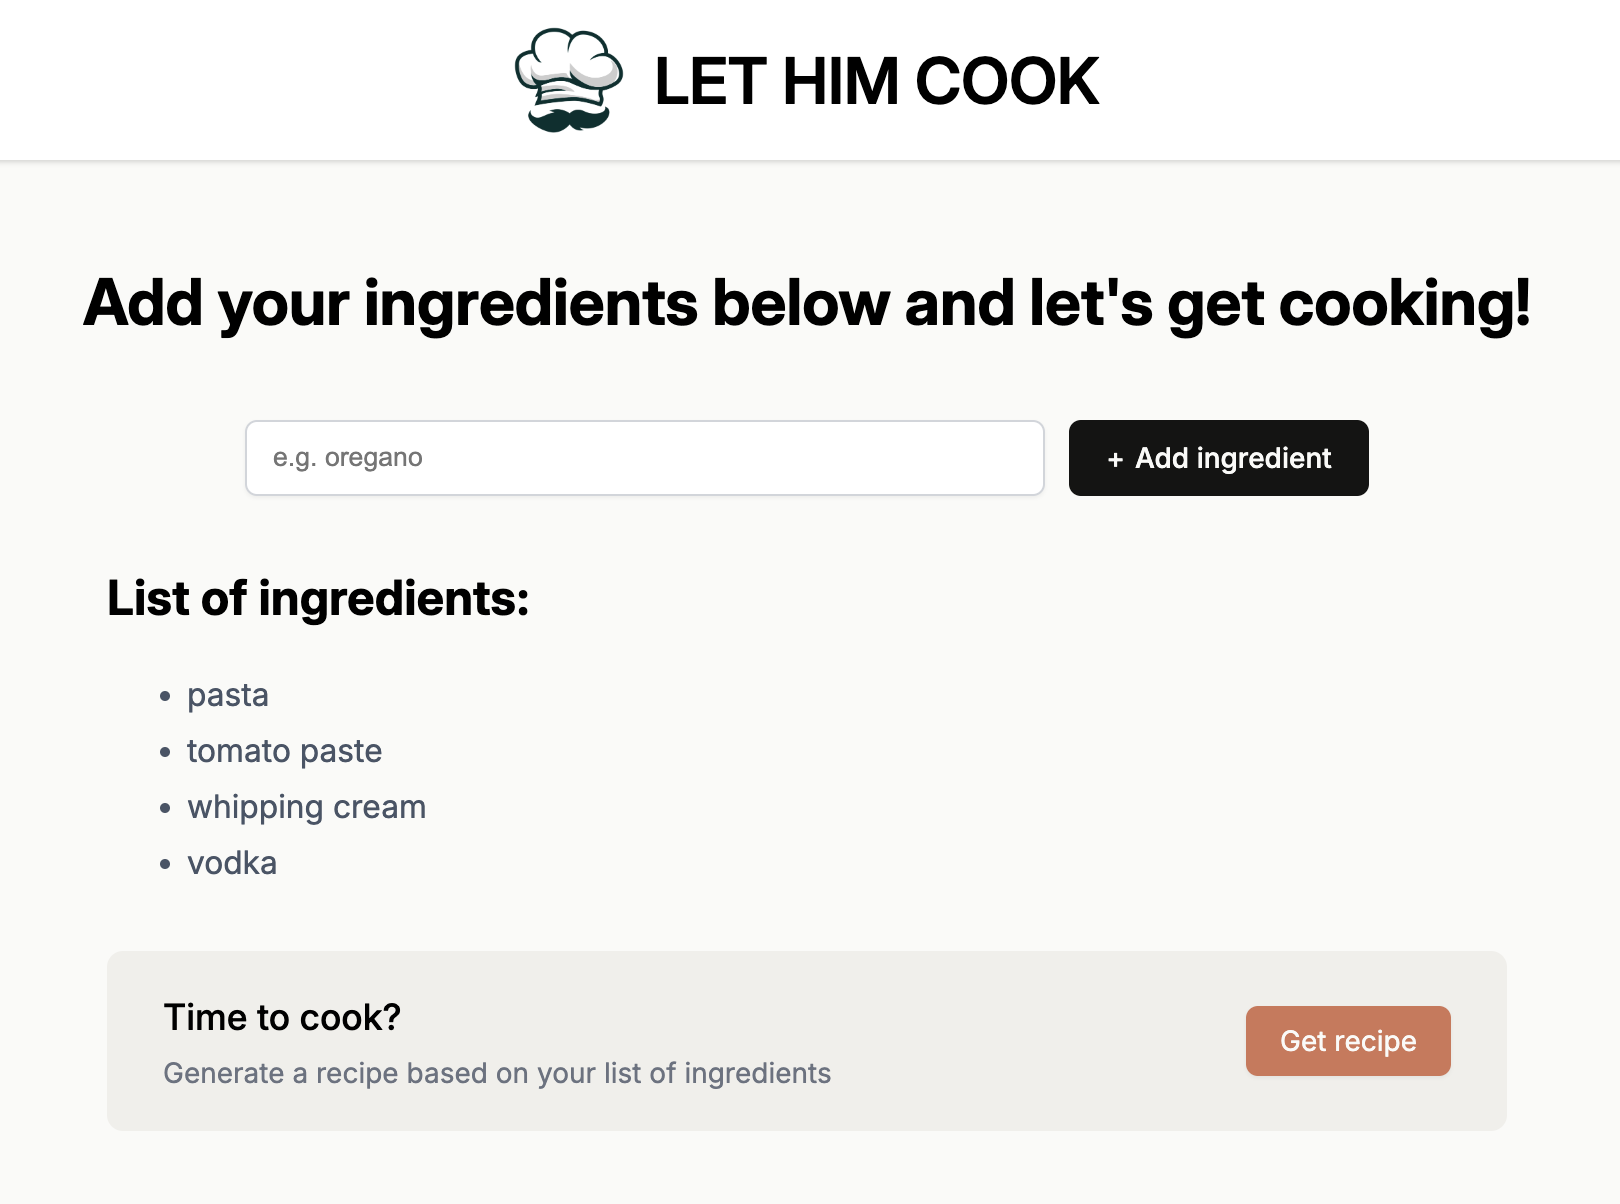 LET HIM COOK
Add your ingredients below and let's get cooking!
e.g. oregano
+ Add ingredient
List of ingredients:
• pasta
• tomato paste
• whipping cream
• vodka
Time to cook?
Generate a recipe based on your list of ingredients
Get recipe